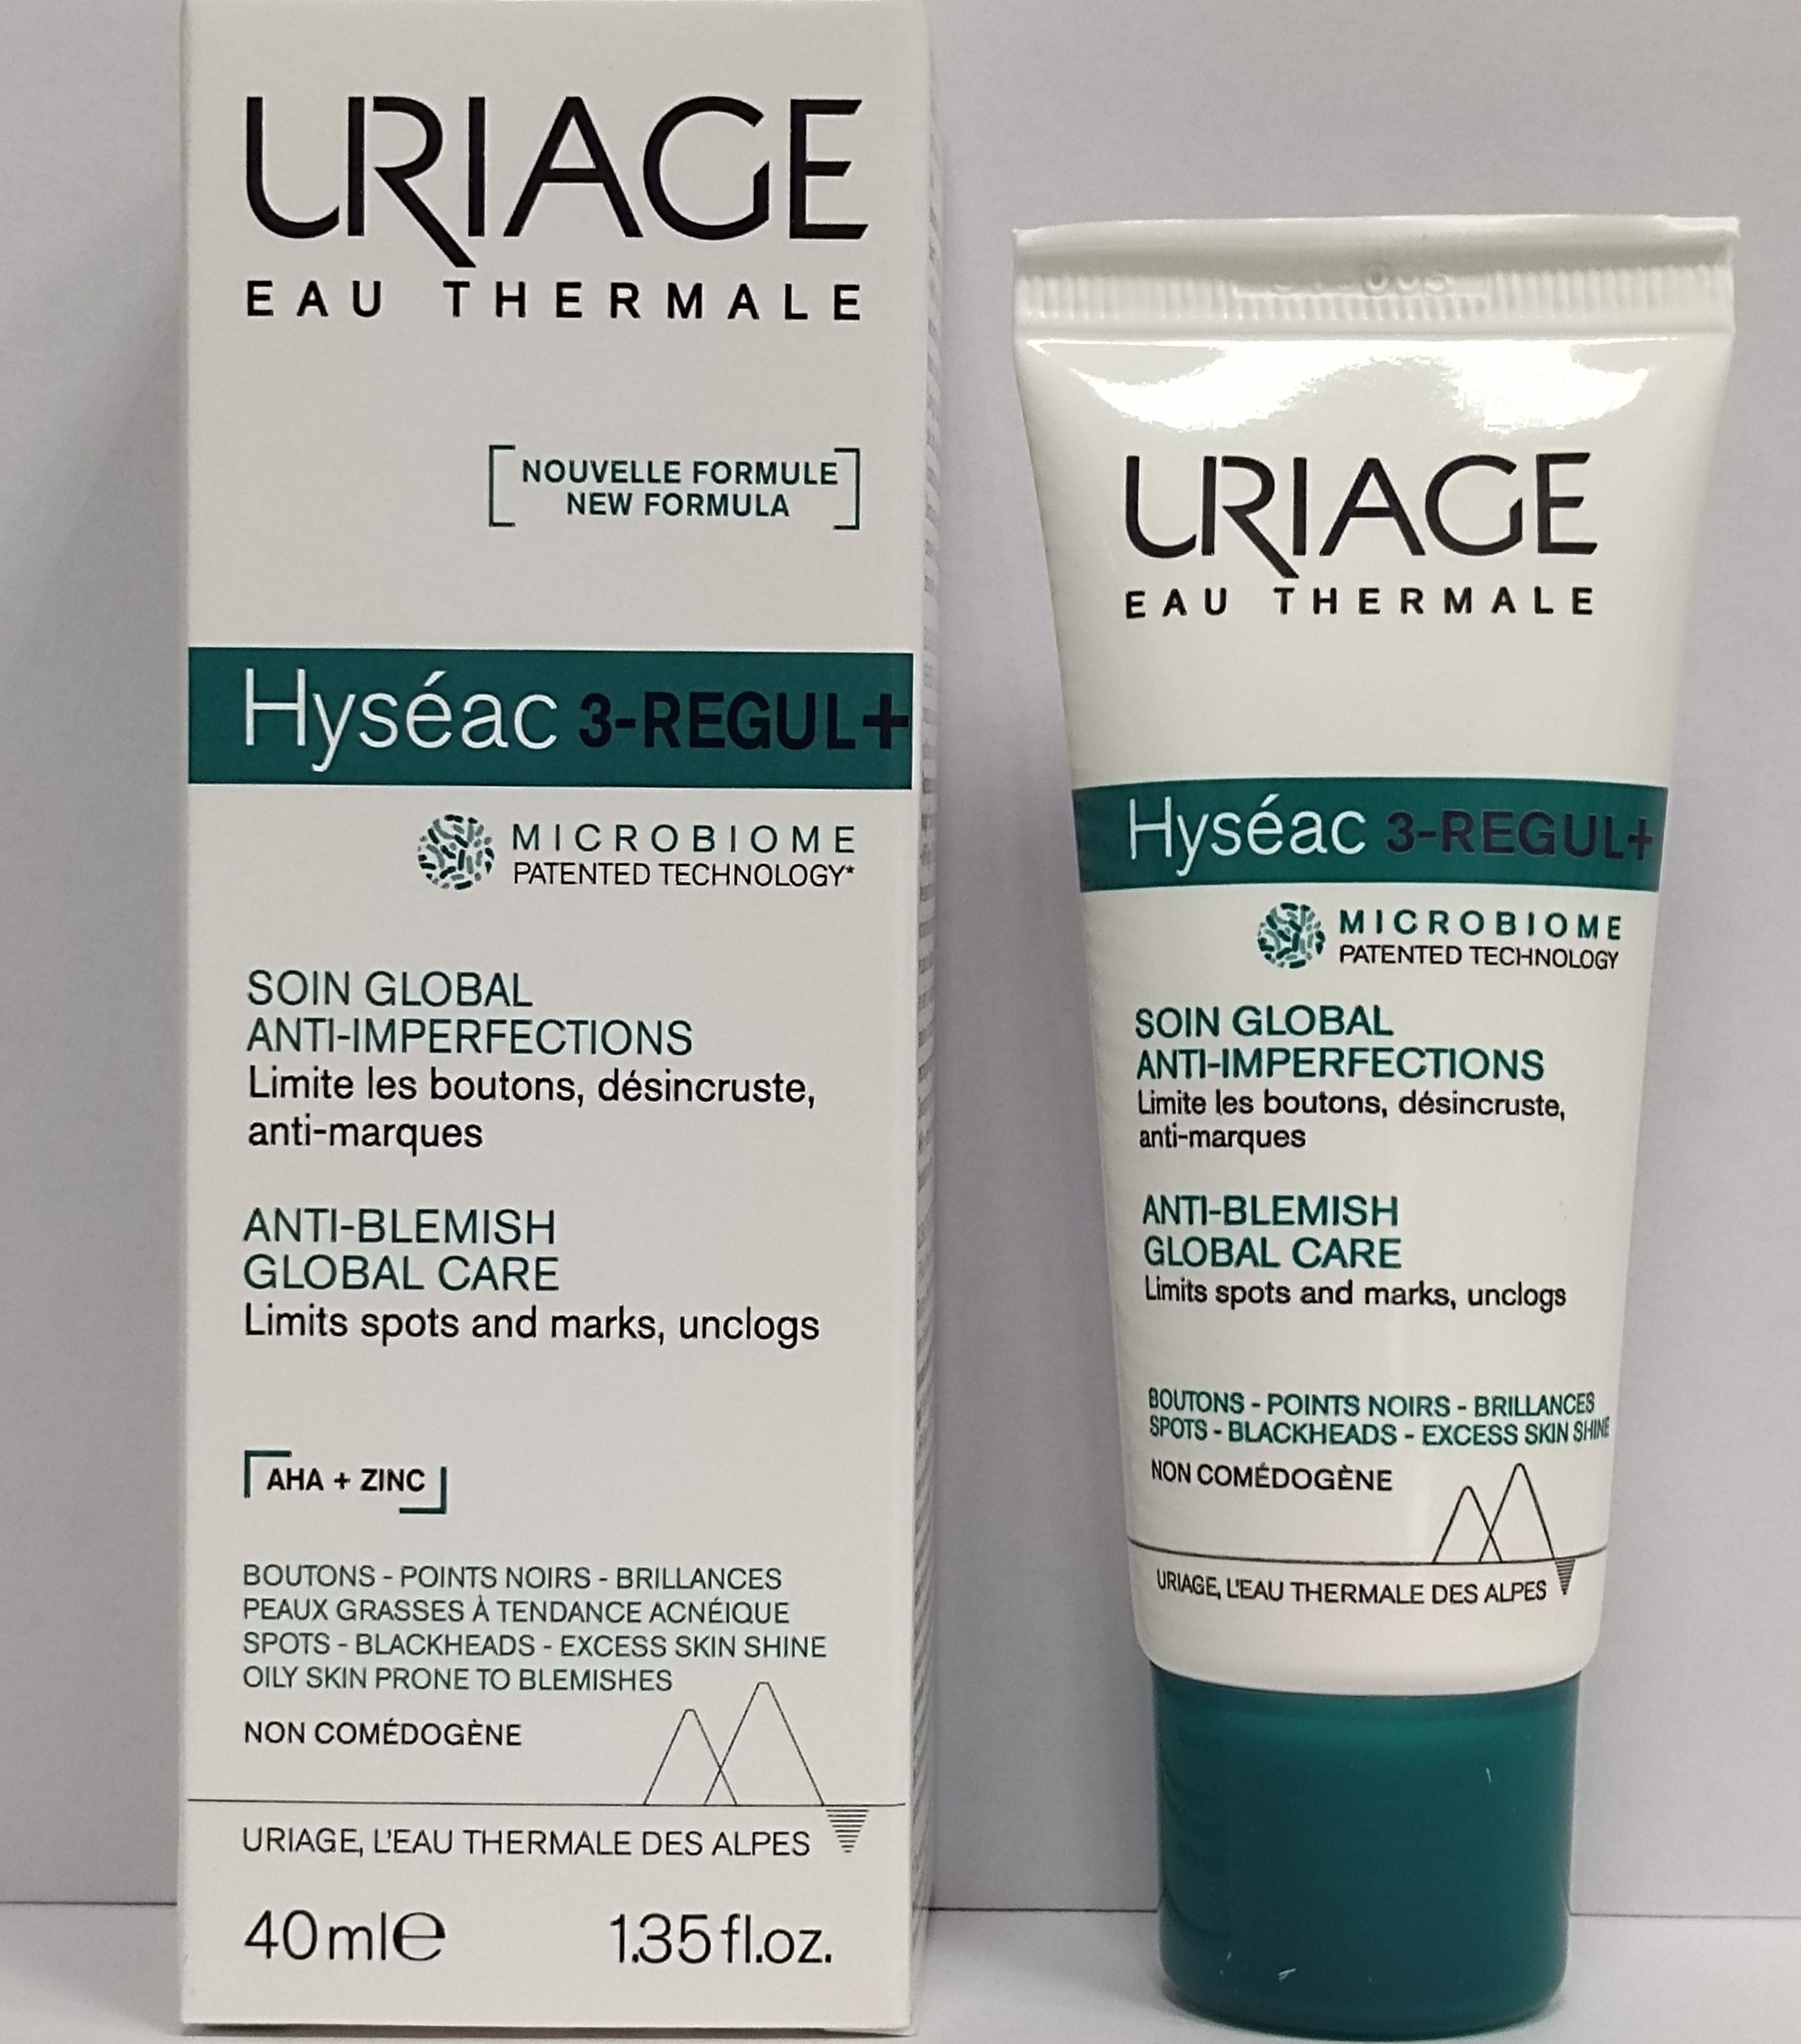 URIAGE
EAU THERMALE
NOUVELLE FORMULE
NEW FORMULA
Hyséac 3-REGUL+
MICROBIOME
PATENTED TECHNOLOGY*
SOIN GLOBAL
ANTI-IMPERFECTIONS
Limite les boutons, désincruste,
anti-marques
ANTI-BLEMISH
GLOBAL CARE
Limits spots and marks, unclogs
AHA + ZINC
BOUTONS - POINTS NOIRS - BRILLANCES
PEAUX GRASSES À TENDANCE ACNÉIQUE
SPOTS - BLACKHEADS - EXCESS SKIN SHINE
OILY SKIN PRONE TO BLEMISHES
NON COMÉDOGÈNE
URIAGE, L'EAU THERMALE DES ALPES
40 ml e 1.35 fl.oz.
URIAGE
EAU THERMALE
Hyséac 3-REGUL+
MICROBIOME
PATENTED TECHNOLOGY
SOIN GLOBAL
ANTI-IMPERFECTIONS
Limite les boutons, désincruste,
anti-marques
ANTI-BLEMISH
GLOBAL CARE
Limits spots and marks, unclogs
BOUTONS - POINTS NOIRS - BRILLANCES
SPOTS - BLACKHEADS - EXCESS SKIN SHINE
NON COMÉDOGÈNE
URIAGE, L'EAU THERMALE DES ALPES